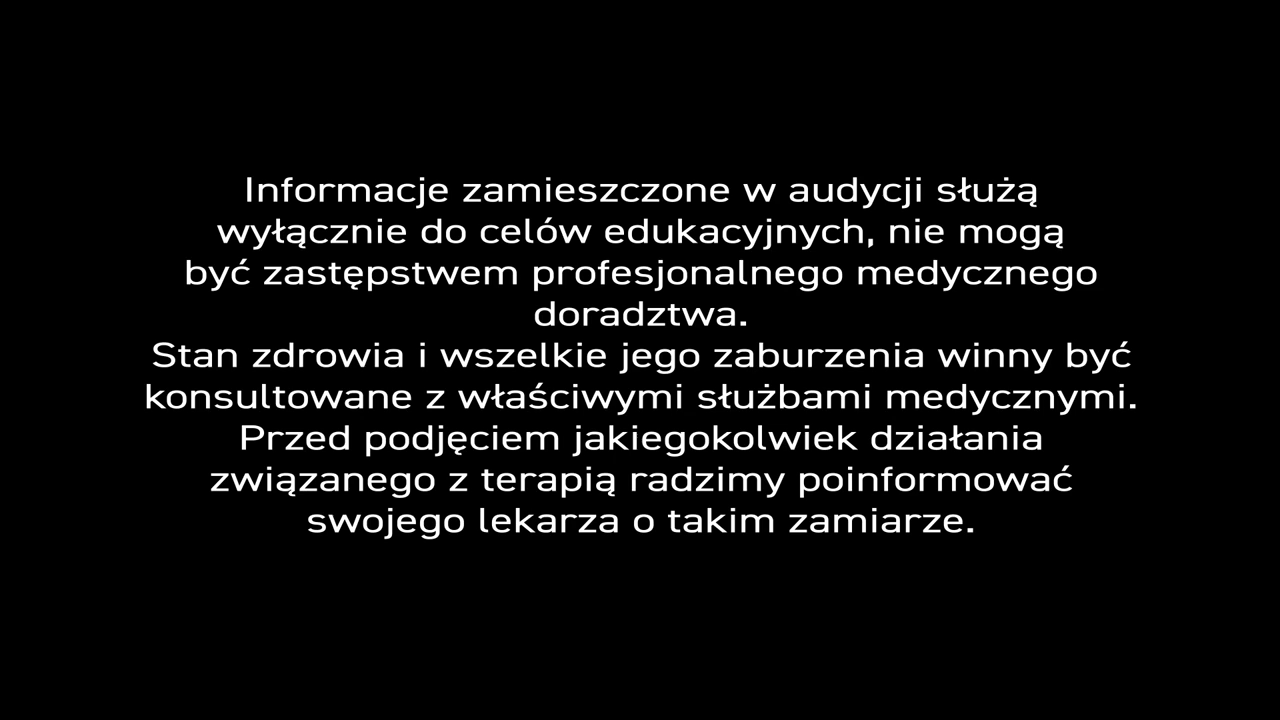 Informacje zamieszczone w audycji służą
wyłącznie do celów edukacyjnych, nie mogą
być zastępstwem profesjonalnego medycznego
doradztwa.
Stan zdrowia i wszelkie jego zaburzenia winny być
konsultowane z właściwymi służbami medycznymi.
Przed podjęciem jakiegokolwiek działania
związanego z terapią radzimy poinformować
swojego lekarza o takim zamiarze.